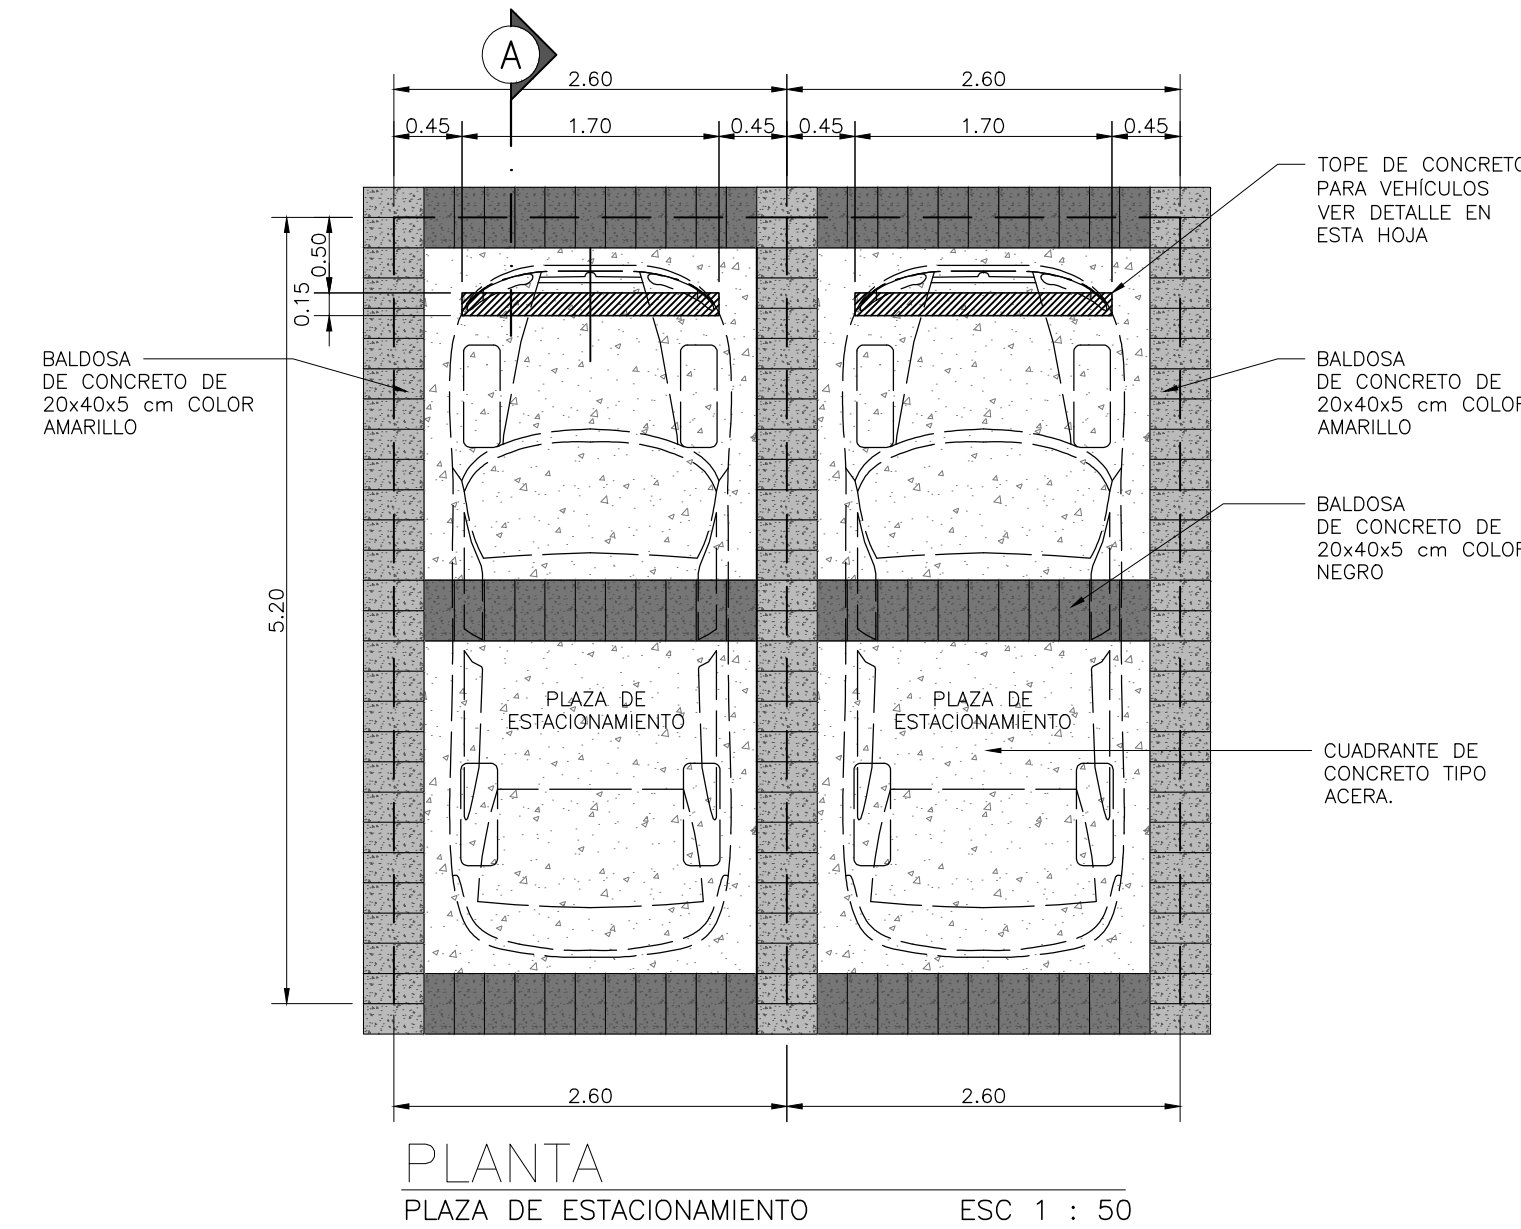 A
2.60
2.60
0.45
1.70
0.45
0.45
1.70
0.45
TOPE DE CONCRETO
PARA VEHÍCULOS
VER DETALLE EN
ESTA HOJA
0.50
0.15
5.20
BALDOSA
DE CONCRETO DE
20x40x5 cm COLOR
AMARILLO
BALDOSA
DE CONCRETO DE
20x40x5 cm COLOR
AMARILLO
BALDOSA
DE CONCRETO DE
20x40x5 cm COLOR
NEGRO
PLAZA DE
ESTACIONAMIENTO
PLAZA DE
ESTACIONAMIENTO
CUADRANTE DE
CONCRETO TIPO
ACERA.
2.60
2.60
PLANTA
PLAZA DE ESTACIONAMIENTO ESC 1 : 50